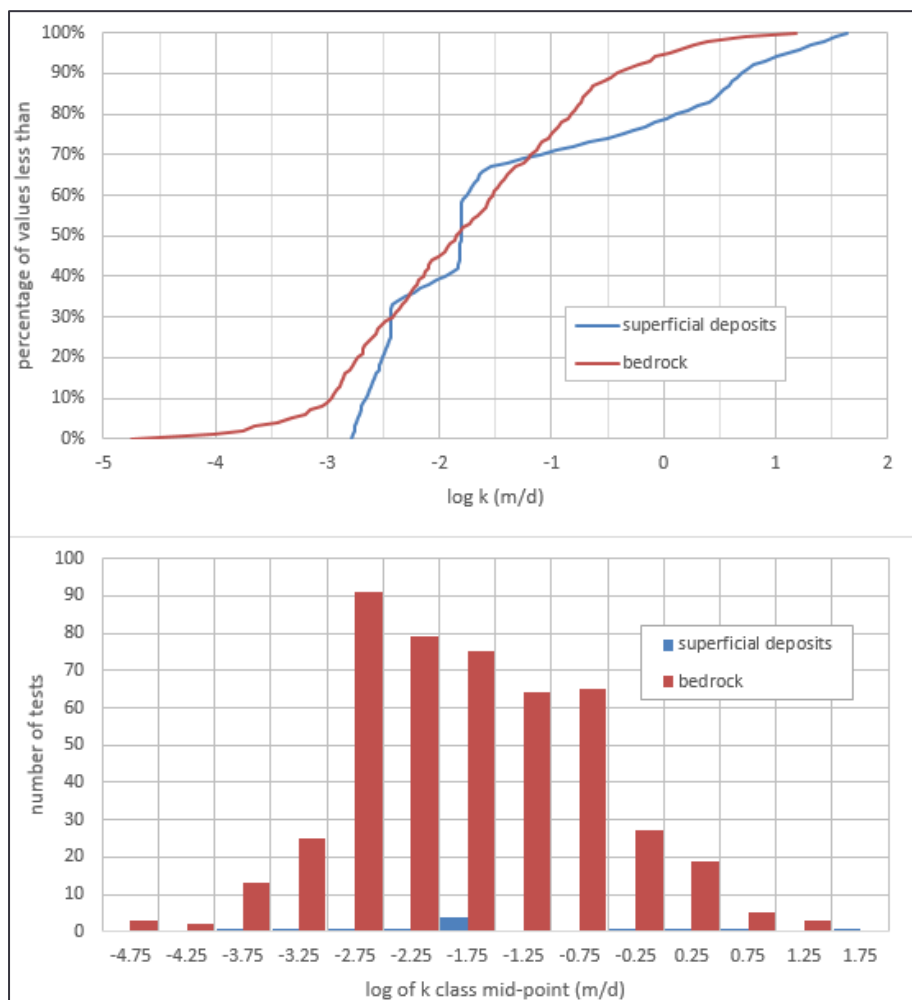 100%
90%
80%
70%
60%
50%
40%
30%
20%
10%
0%
percentage of values less than
superficial deposits
bedrock
-5 -4 -3 -2 -1 0 1 2
log k (m/d)
100
90
80
70
60
50
40
30
20
10
0
number of tests
superficial deposits
bedrock
-4.75 -4.25 -3.75 -3.25 -2.75 -2.25 -1.75 -1.25 -0.75 -0.25 0.25 0.75 1.25 1.75
log of k class mid-point (m/d)